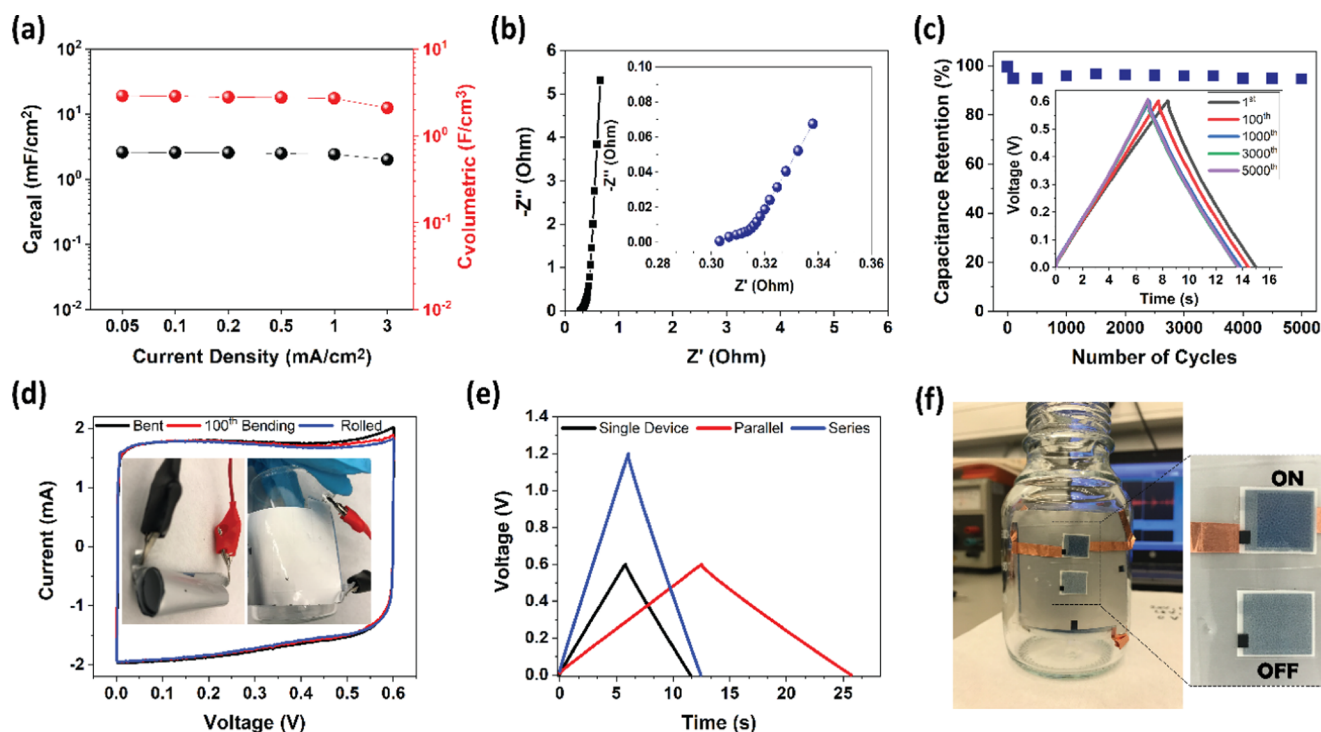 (a)
10²
10¹
10⁰
10⁻¹
10⁻²
Careal (mF/cm²)
10¹
10⁰
10⁻¹
10⁻²
Cvolumetric (F/cm³)
0.05 0.1 0.2 0.5 1 3
Current Density (mA/cm²)
(b)
6
5
4
3
2
1
0
-Z'' (Ohm)
0 1 2 3 4 5 6
Z' (Ohm)
0.10
0.08
0.06
0.04
0.02
0.00
-Z'' (Ohm)
0.28 0.30 0.32 0.34 0.36
Z' (Ohm)
(c)
100
80
60
40
20
0
Capacitance Retention (%)
0 1000 2000 3000 4000 5000
Number of Cycles
0.6
0.5
0.4
0.3
0.2
0.1
0.0
Voltage (V)
0 2 4 6 8 10 12 14 16
Time (s)
1st
100th
1000th
3000th
5000th
(d)
Bent 100th Bending Rolled
2
1
0
-1
-2
Current (mA)
0.0 0.1 0.2 0.3 0.4 0.5 0.6
Voltage (V)
(e)
Single Device Parallel Series
1.4
1.2
1.0
0.8
0.6
0.4
0.2
0.0
Voltage (V)
0 5 10 15 20 25
Time (s)
(f)
ON
OFF